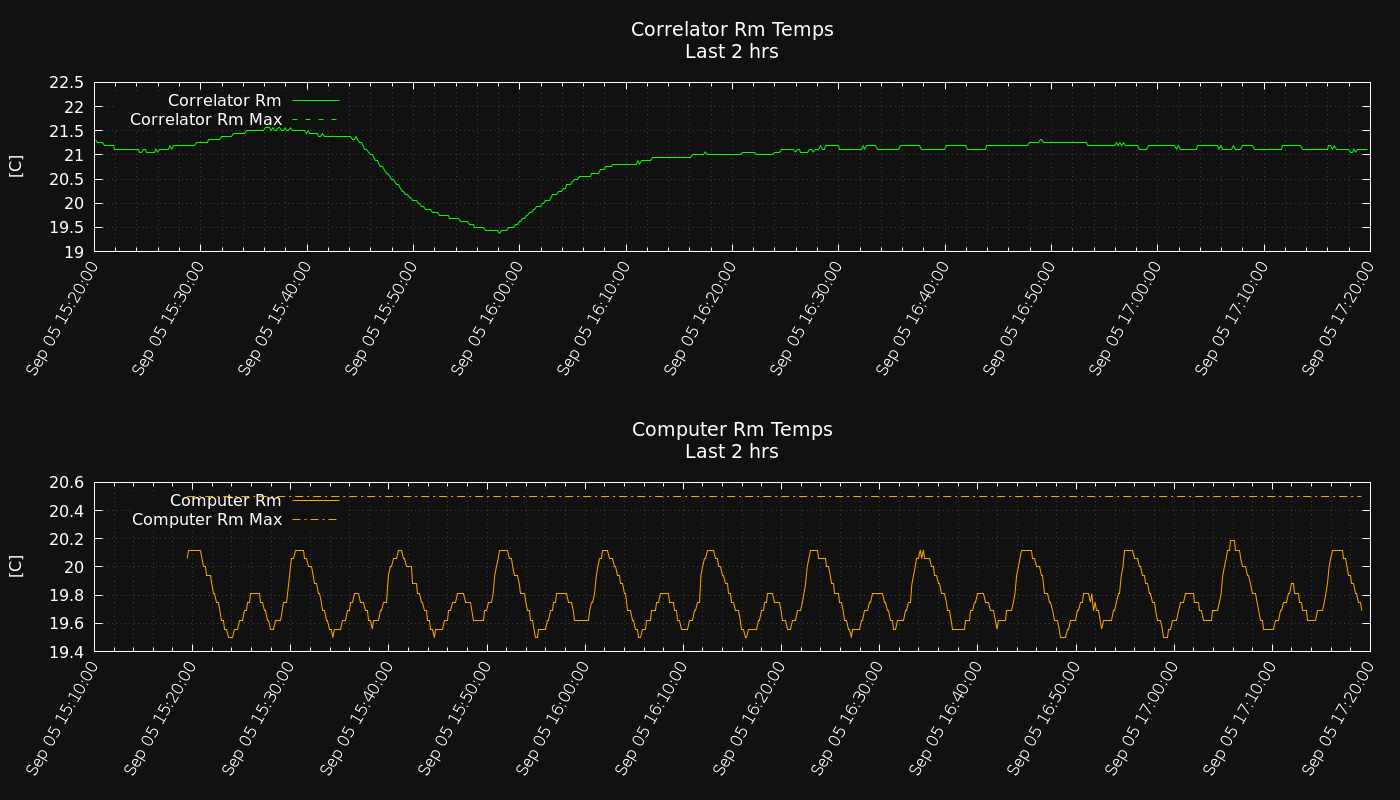 Correlator Rm Temps
Last 2 hrs
22.5
22
21.5
21
20.5
20
19.5
19
[C]
Correlator Rm
Correlator Rm Max
Sep 05 15:20:00
Sep 05 15:30:00
Sep 05 15:40:00
Sep 05 15:50:00
Sep 05 16:00:00
Sep 05 16:10:00
Sep 05 16:20:00
Sep 05 16:30:00
Sep 05 16:40:00
Sep 05 16:50:00
Sep 05 17:00:00
Sep 05 17:10:00
Sep 05 17:20:00
Computer Rm Temps
Last 2 hrs
20.6
20.4
20.2
20
19.8
19.6
19.4
[C]
Computer Rm
Computer Rm Max
Sep 05 15:10:00
Sep 05 15:20:00
Sep 05 15:30:00
Sep 05 15:40:00
Sep 05 15:50:00
Sep 05 16:00:00
Sep 05 16:10:00
Sep 05 16:20:00
Sep 05 16:30:00
Sep 05 16:40:00
Sep 05 16:50:00
Sep 05 17:00:00
Sep 05 17:10:00
Sep 05 17:20:00